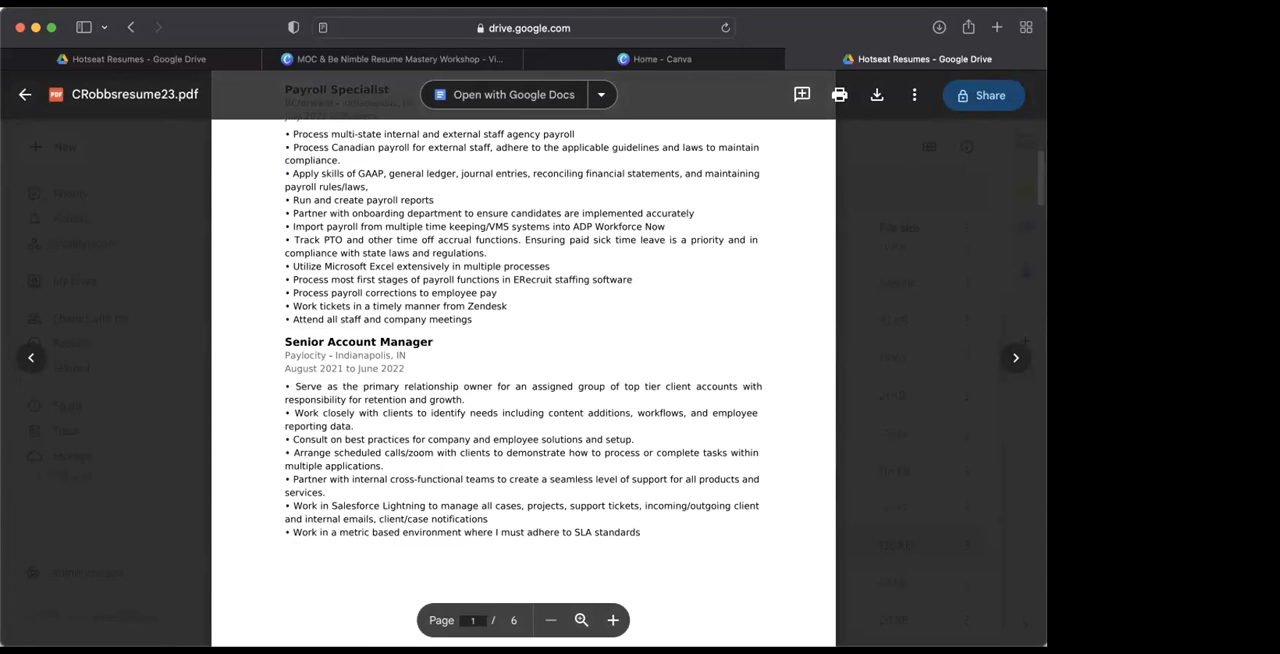 drive.google.com
Hotseat Resumes - Google Drive
MOC & Be Nimble Resume Mastery Workshop - Vi...
Home - Canva
Hotseat Resumes - Google Drive
CRobbsresume23.pdf
Open with Google Docs
Share
Payroll Specialist
New
File size
• Process multi-state internal and external staff agency payroll
• Process Canadian payroll for external staff, adhere to the applicable guidelines and laws to maintain
compliance.
• Apply skills of GAAP, general ledger, journal entries, reconciling financial statements, and maintaining
payroll rules/laws,
• Run and create payroll reports
• Partner with onboarding department to ensure candidates are implemented accurately
• Import payroll from multiple time keeping/VMS systems into ADP Workforce Now
• Track PTO and other time off accrual functions. Ensuring paid sick time leave is a priority and in
compliance with state laws and regulations.
• Utilize Microsoft Excel extensively in multiple processes
• Process most first stages of payroll functions in ERecruit staffing software
• Process payroll corrections to employee pay
• Work tickets in a timely manner from Zendesk
• Attend all staff and company meetings
Senior Account Manager
Paylocity - Indianapolis, IN
August 2021 to June 2022
• Serve as the primary relationship owner for an assigned group of top tier client accounts with
responsibility for retention and growth.
• Work closely with clients to identify needs including content additions, workflows, and employee
reporting data.
• Consult on best practices for company and employee solutions and setup.
• Arrange scheduled calls/zoom with clients to demonstrate how to process or complete tasks within
multiple applications.
• Partner with internal cross-functional teams to create a seamless level of support for all products and
services.
• Work in Salesforce Lightning to manage all cases, projects, support tickets, incoming/outgoing client
and internal emails, client/case notifications
• Work in a metric based environment where I must adhere to SLA standards
Page 1 / 6